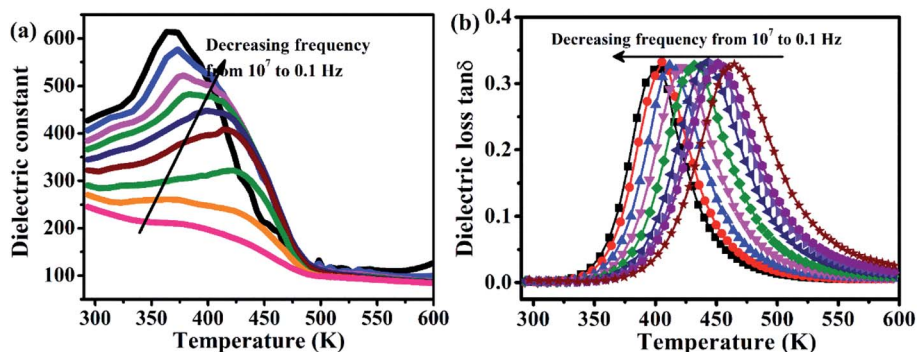 (a)
Decreasing frequency
from 10⁷ to 0.1 Hz
Dielectric constant
600
500
400
300
200
100
300 350 400 450 500 550 600
Temperature (K)
(b)
Decreasing frequency from 10⁷ to 0.1 Hz
Dielectric loss tanδ
0.4
0.3
0.2
0.1
0.0
300 350 400 450 500 550 600
Temperature (K)